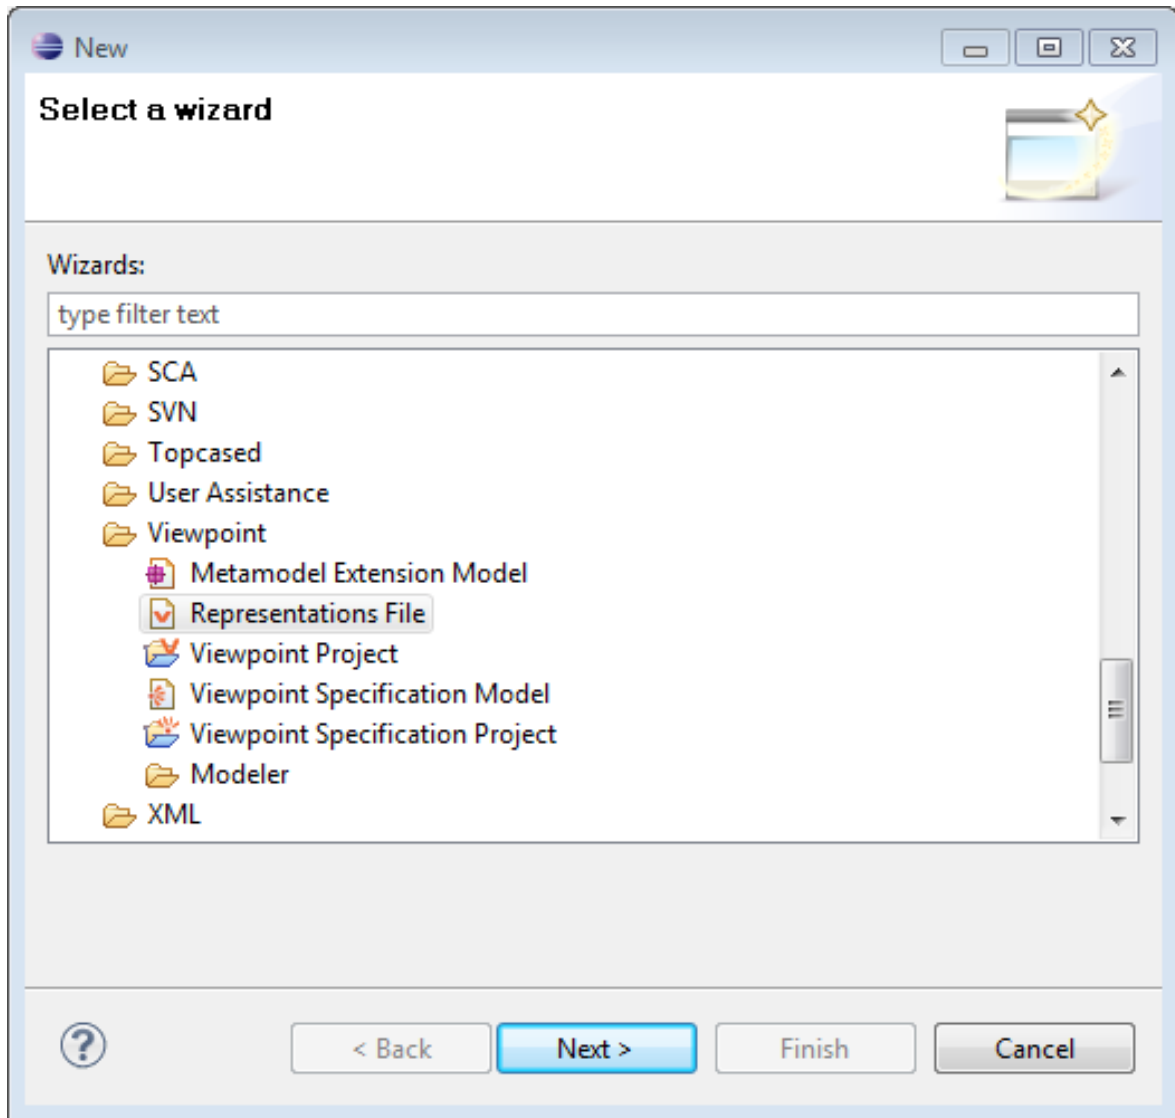 New
Select a wizard
Wizards:
type filter text
SCA
SVN
Topcased
User Assistance
Viewpoint
Metamodel Extension Model
Representations File
Viewpoint Project
Viewpoint Specification Model
Viewpoint Specification Project
Modeler
XML
? < Back Next > Finish Cancel